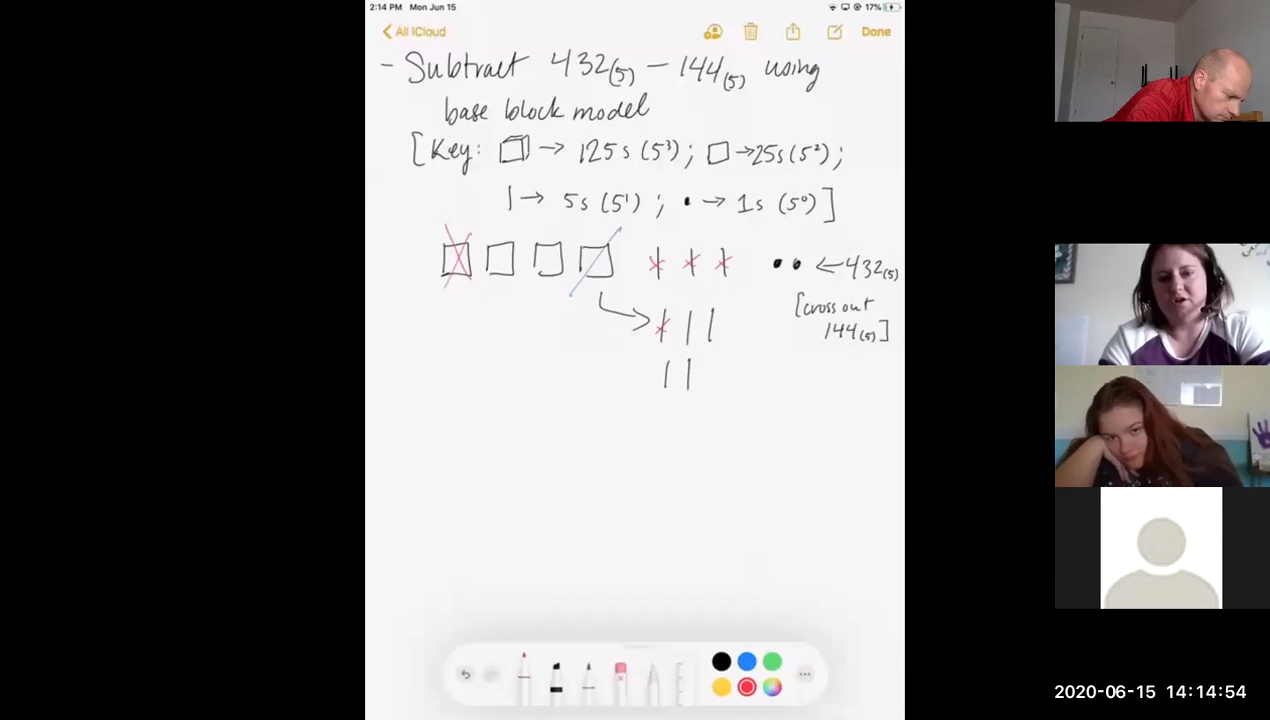 2:14 PM Mon Jun 15
17%
All iCloud
Done
- Subtract 432(5) - 144(5) using
base block model
[Key: → 125s (5³); → 25s (5²);
| → 5s (5¹); • → 1s (5⁰)]
← 432(5)
[cross out
144(5)]
2020-06-15 14:14:54